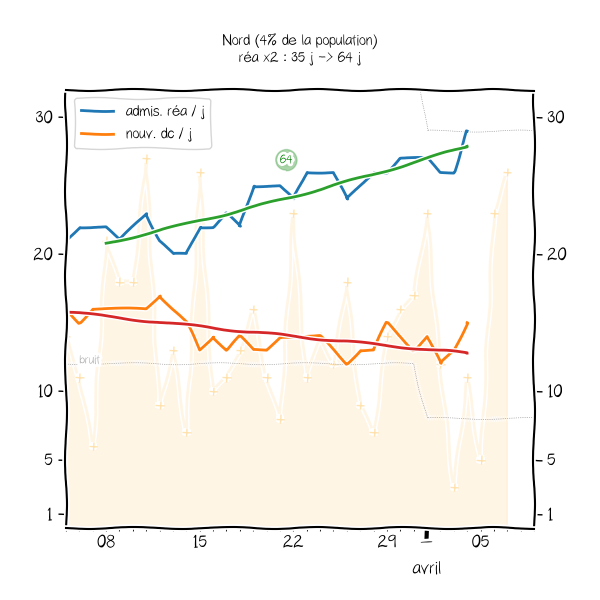 Nord (4% de la population)
réa x2 : 35 j -> 64 j
admis. réa / j
nouv. dc / j
30
30
64
20
20
bruit
10
10
5
5
1
1
08 15 22 29 1 05
avril